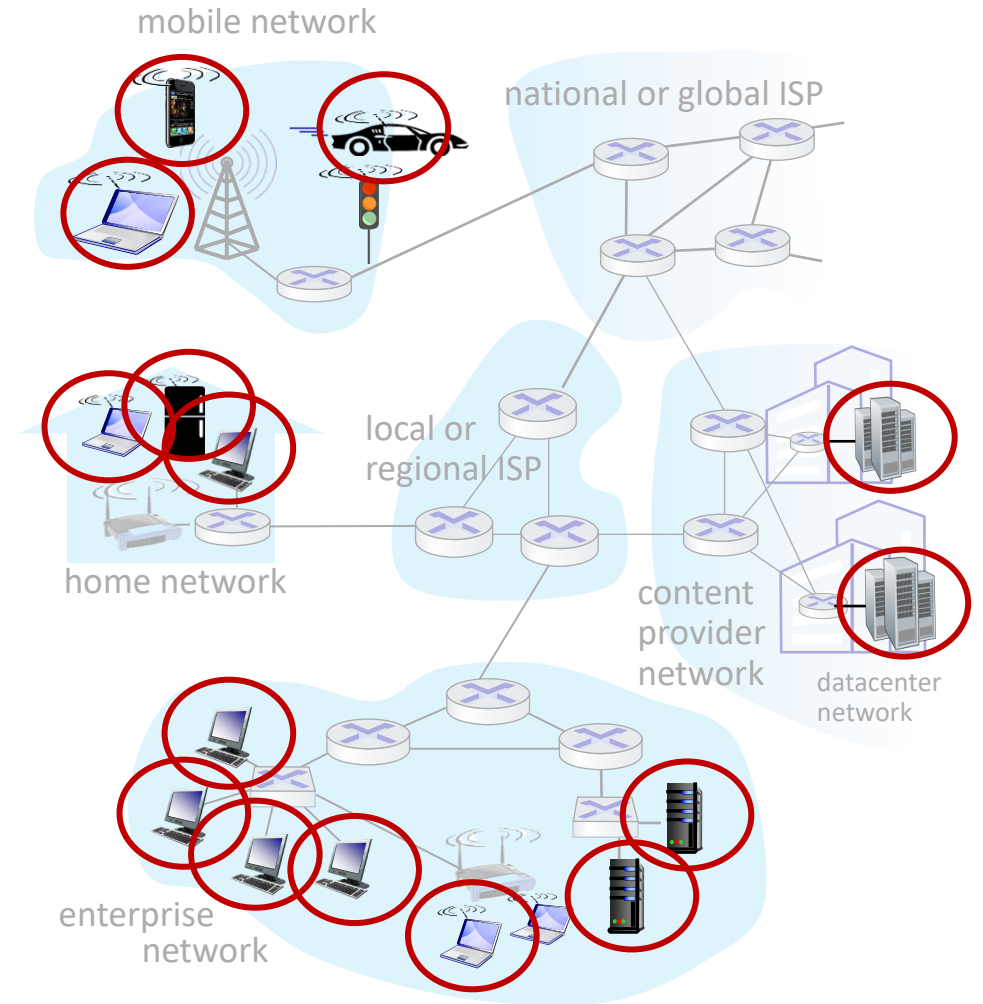 mobile network
national or global ISP
local or
regional ISP
home network
content
provider
network
datacenter
network
enterprise
network